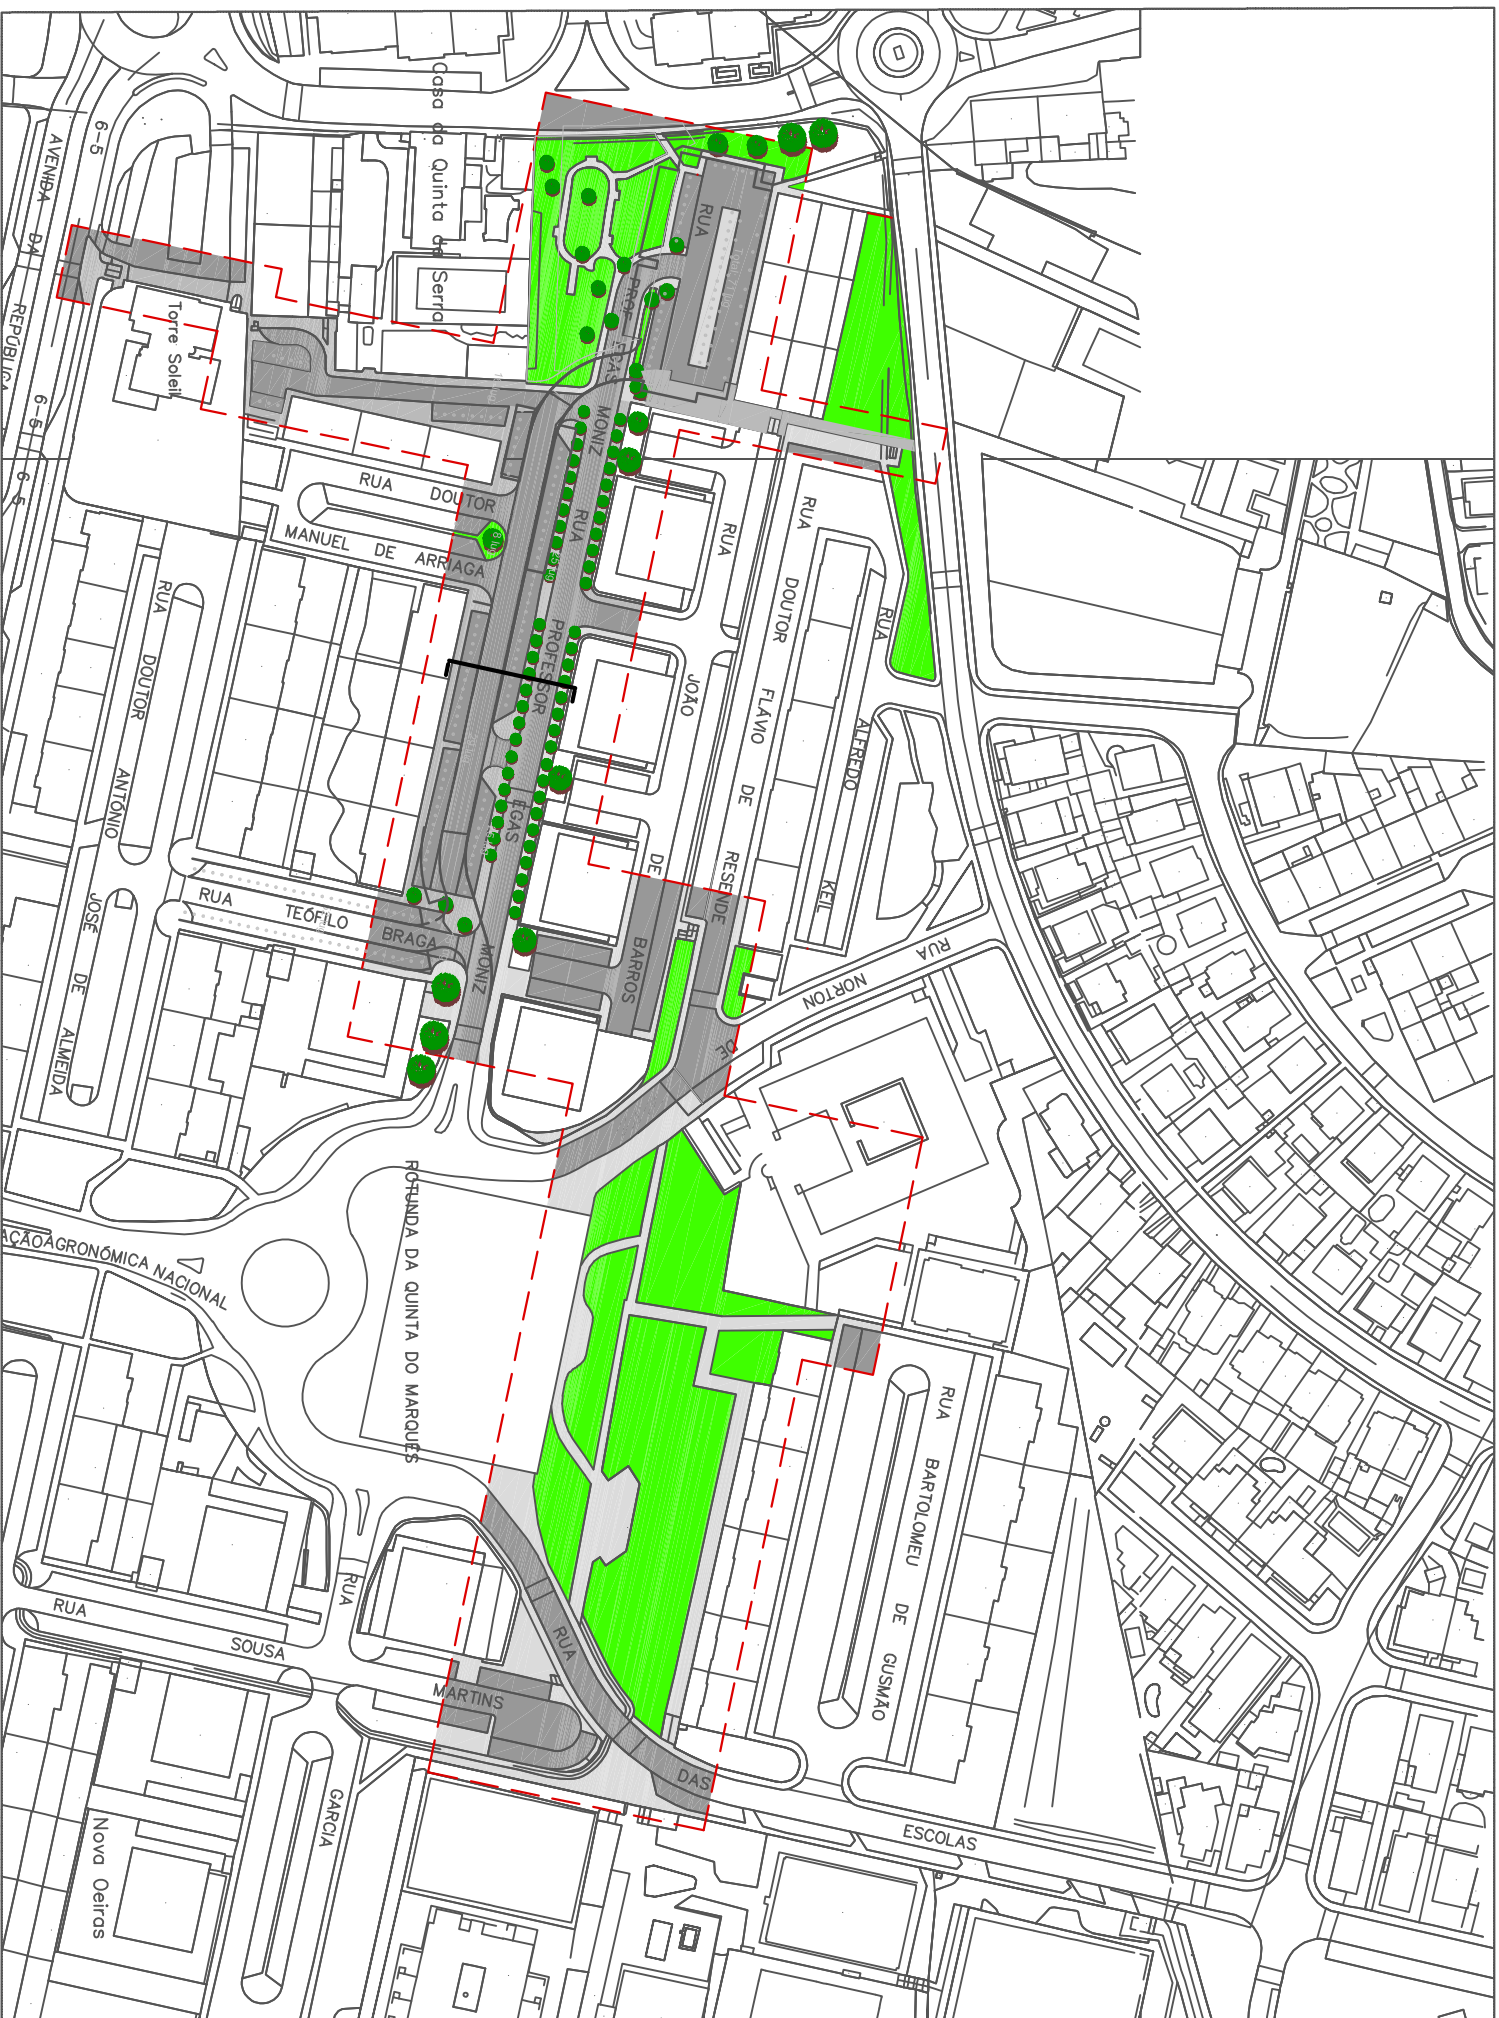 Casa da Quinta da Serra
6-5
AVENIDA DA REPÚBLICA
6-5
6-5
Torre Soleil
RUA
PROF EGAS MONIZ
RUA DOUTOR
MANUEL DE ARRIAGA
RUA PROFESSOR EGAS MONIZ
RUA JOÃO DE BARROS
RUA DOUTOR FLÁVIO DE RESENDE
RUA ALFREDO KEIL
RUA DOUTOR ANTÓNIO JOSÉ DE ALMEIDA
RUA TEÓFILO BRAGA
RUA NORTON DE
ROTUNDA DA QUINTA DO MARQUÊS
AÇÃO AGRONÓMICA NACIONAL
RUA BARTOLOMEU DE GUSMÃO
RUA SOUSA MARTINS
RUA
GARCIA
RUA DAS ESCOLAS
Nova Oeiras